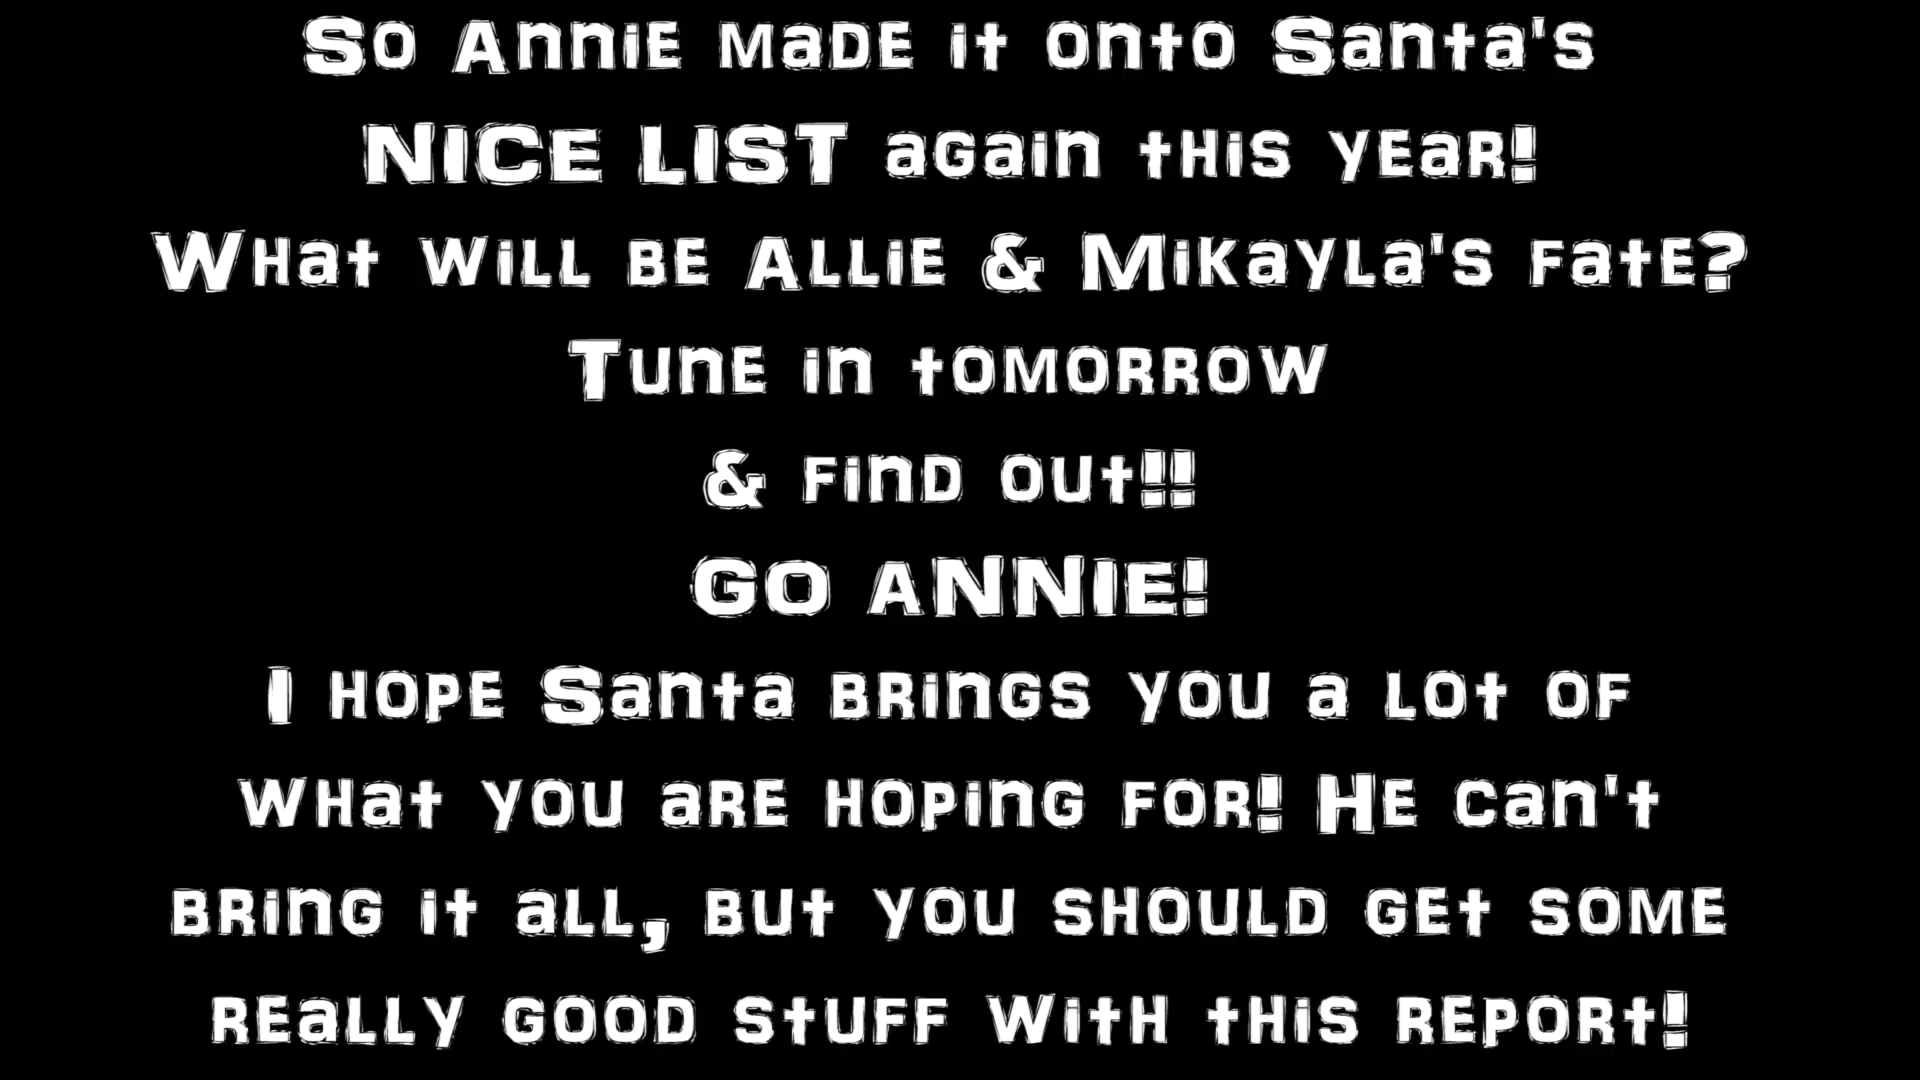 So Annie made it onto Santa's
NICE LIST again this year!
What will be Allie & Mikayla's fate?
Tune in tomorrow
& find out!!
GO ANNIE!
I hope Santa brings you a lot of
what you are hoping for! He can't
bring it all, but you should get some
really good stuff with this report!